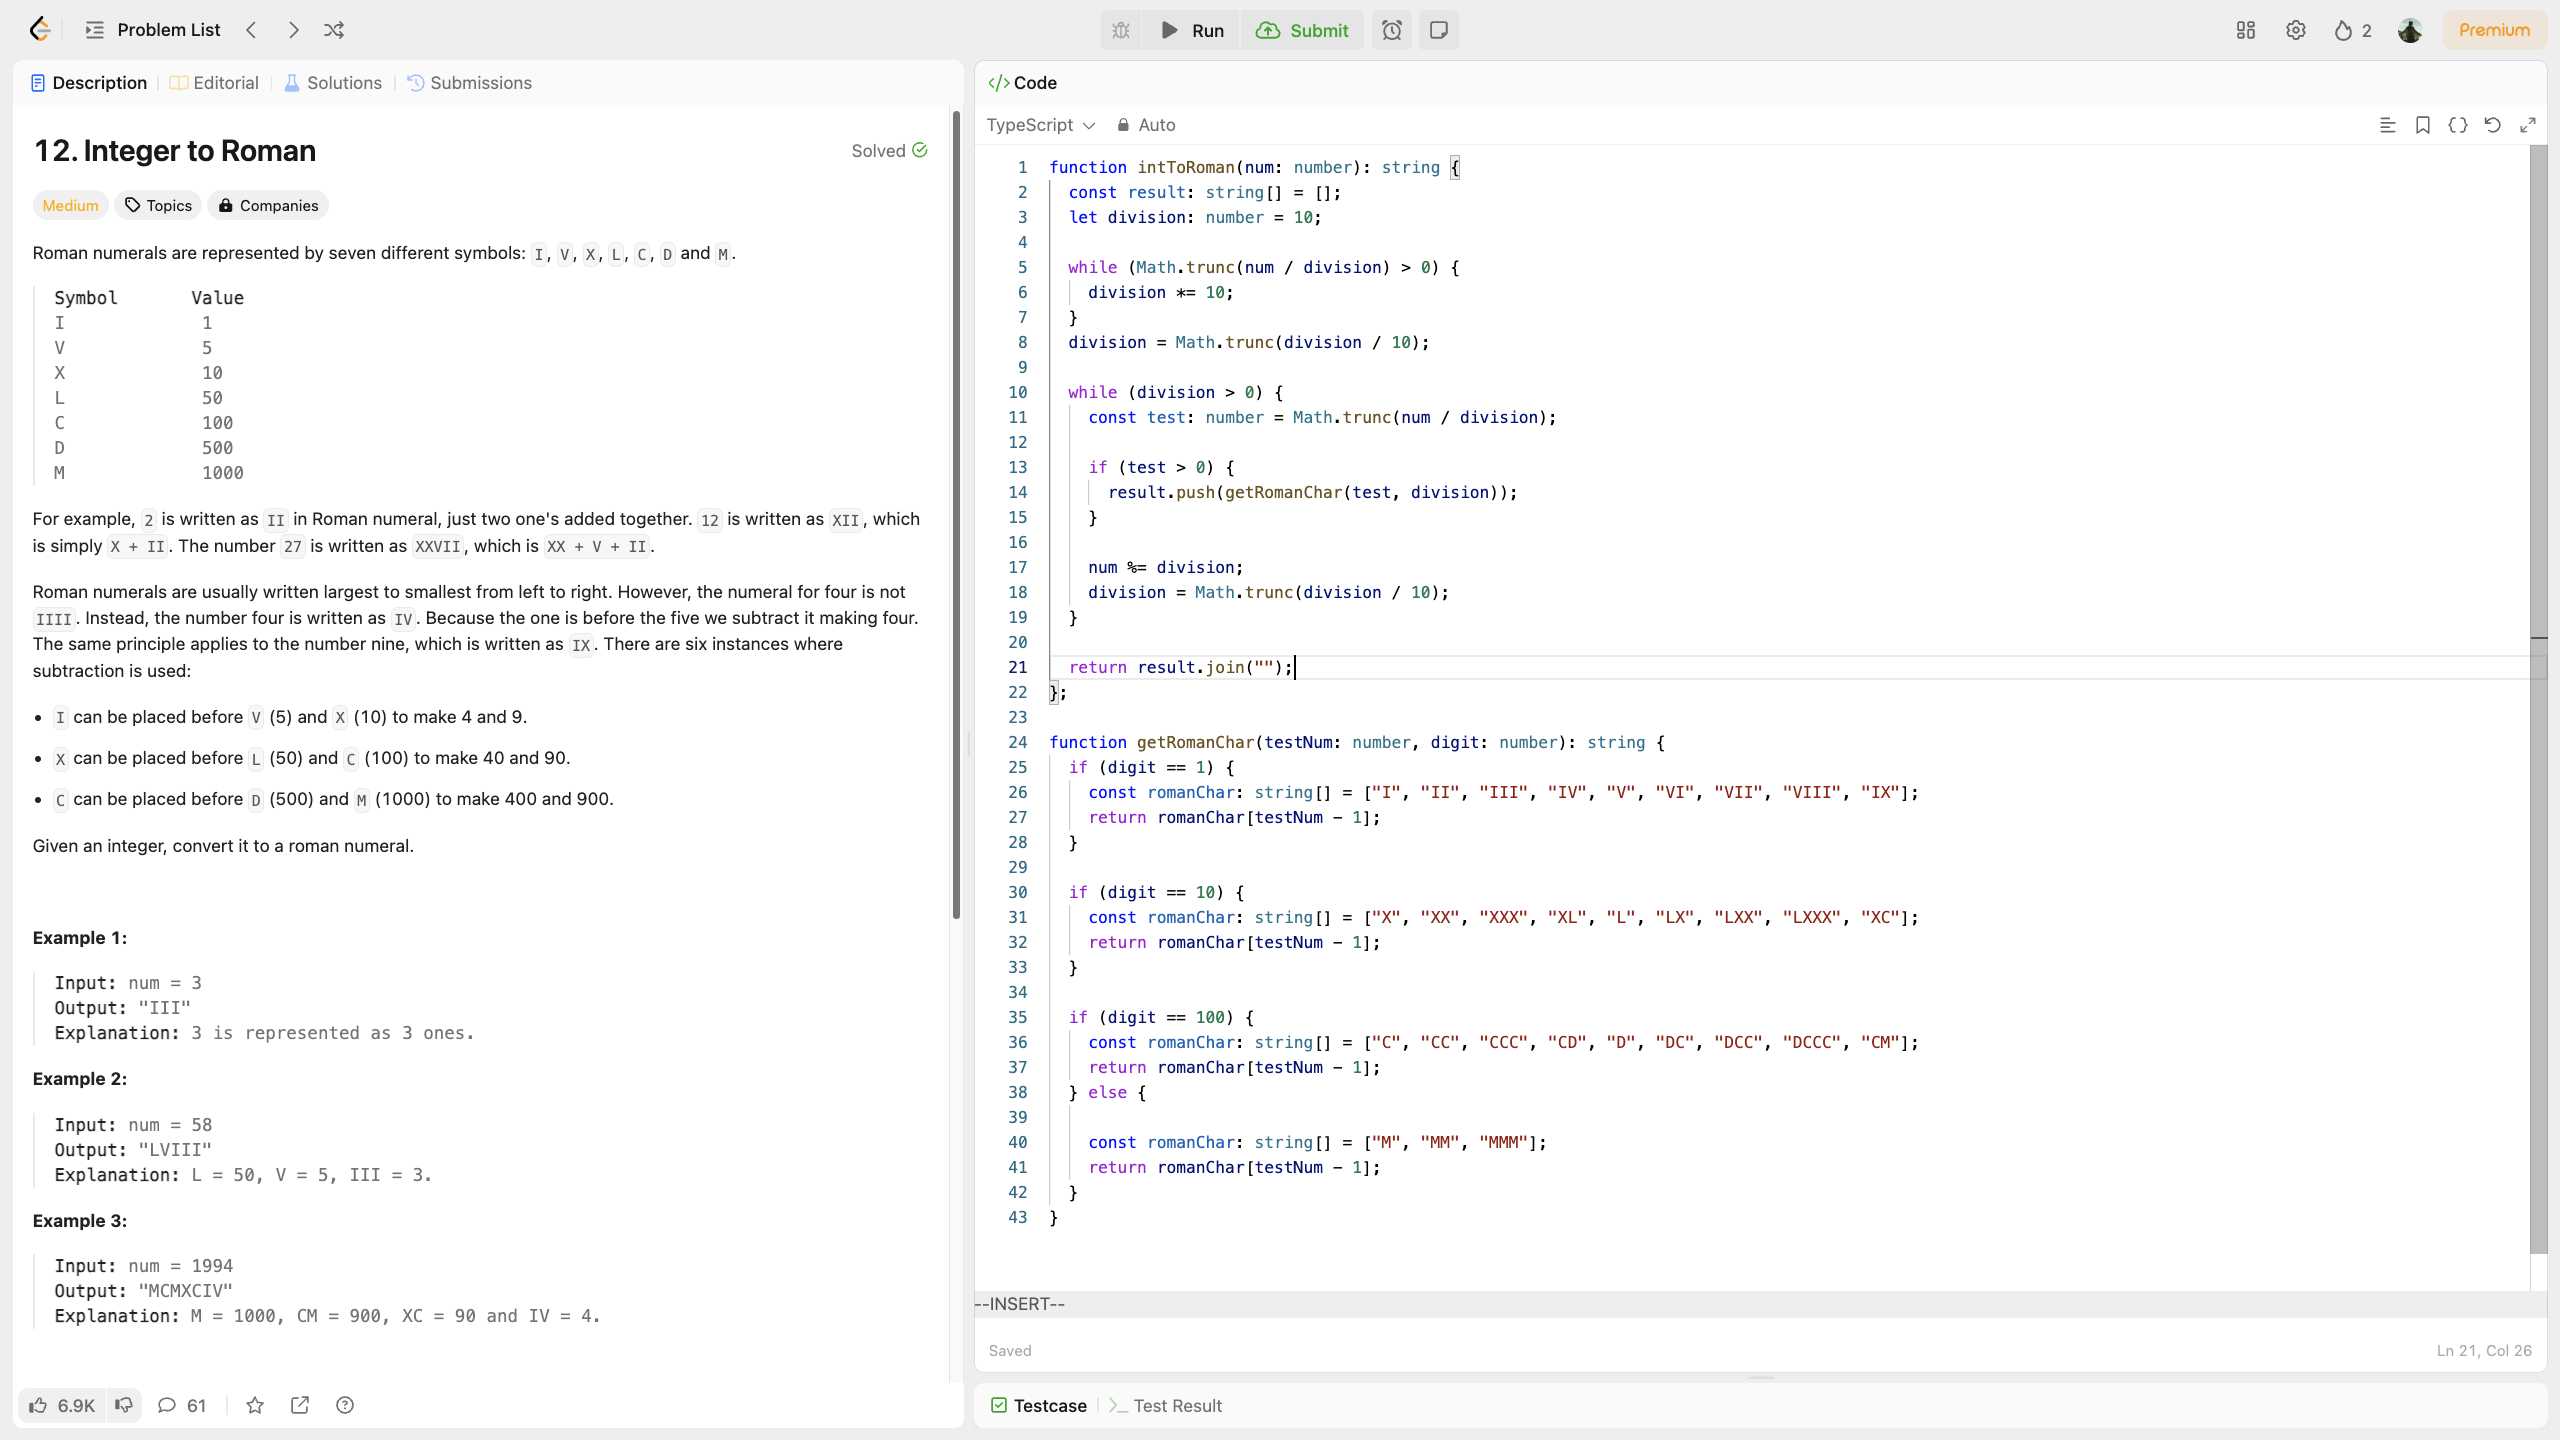 Problem List
Run
Submit
2
Premium
Description
Editorial
Solutions
Submissions
12. Integer to Roman
Solved
Medium
Topics
Companies
Roman numerals are represented by seven different symbols: I, V, X, L, C, D and M.
Symbol Value
I 1
V 5
X 10
L 50
C 100
D 500
M 1000
For example, 2 is written as II in Roman numeral, just two one's added together. 12 is written as XII, which
is simply X + II. The number 27 is written as XXVII, which is XX + V + II.
Roman numerals are usually written largest to smallest from left to right. However, the numeral for four is not
IIII. Instead, the number four is written as IV. Because the one is before the five we subtract it making four.
The same principle applies to the number nine, which is written as IX. There are six instances where
subtraction is used:
• I can be placed before V (5) and X (10) to make 4 and 9.
• X can be placed before L (50) and C (100) to make 40 and 90.
• C can be placed before D (500) and M (1000) to make 400 and 900.
Given an integer, convert it to a roman numeral.
Example 1:
Input: num = 3
Output: "III"
Explanation: 3 is represented as 3 ones.
Example 2:
Input: num = 58
Output: "LVIII"
Explanation: L = 50, V = 5, III = 3.
Example 3:
Input: num = 1994
Output: "MCMXCIV"
Explanation: M = 1000, CM = 900, XC = 90 and IV = 4.
6.9K
61
</> Code
TypeScript
Auto
1 function intToRoman(num: number): string {
2 const result: string[] = [];
3 let division: number = 10;
4
5 while (Math.trunc(num / division) > 0) {
6 division *= 10;
7 }
8 division = Math.trunc(division / 10);
9
10 while (division > 0) {
11 const test: number = Math.trunc(num / division);
12
13 if (test > 0) {
14 result.push(getRomanChar(test, division));
15 }
16
17 num %= division;
18 division = Math.trunc(division / 10);
19 }
20
21 return result.join("");
22 };
23
24 function getRomanChar(testNum: number, digit: number): string {
25 if (digit == 1) {
26 const romanChar: string[] = ["I", "II", "III", "IV", "V", "VI", "VII", "VIII", "IX"];
27 return romanChar[testNum - 1];
28 }
29
30 if (digit == 10) {
31 const romanChar: string[] = ["X", "XX", "XXX", "XL", "L", "LX", "LXX", "LXXX", "XC"];
32 return romanChar[testNum - 1];
33 }
34
35 if (digit == 100) {
36 const romanChar: string[] = ["C", "CC", "CCC", "CD", "D", "DC", "DCC", "DCCC", "CM"];
37 return romanChar[testNum - 1];
38 } else {
39
40 const romanChar: string[] = ["M", "MM", "MMM"];
41 return romanChar[testNum - 1];
42 }
43 }
--INSERT--
Saved
Ln 21, Col 26
Testcase
Test Result